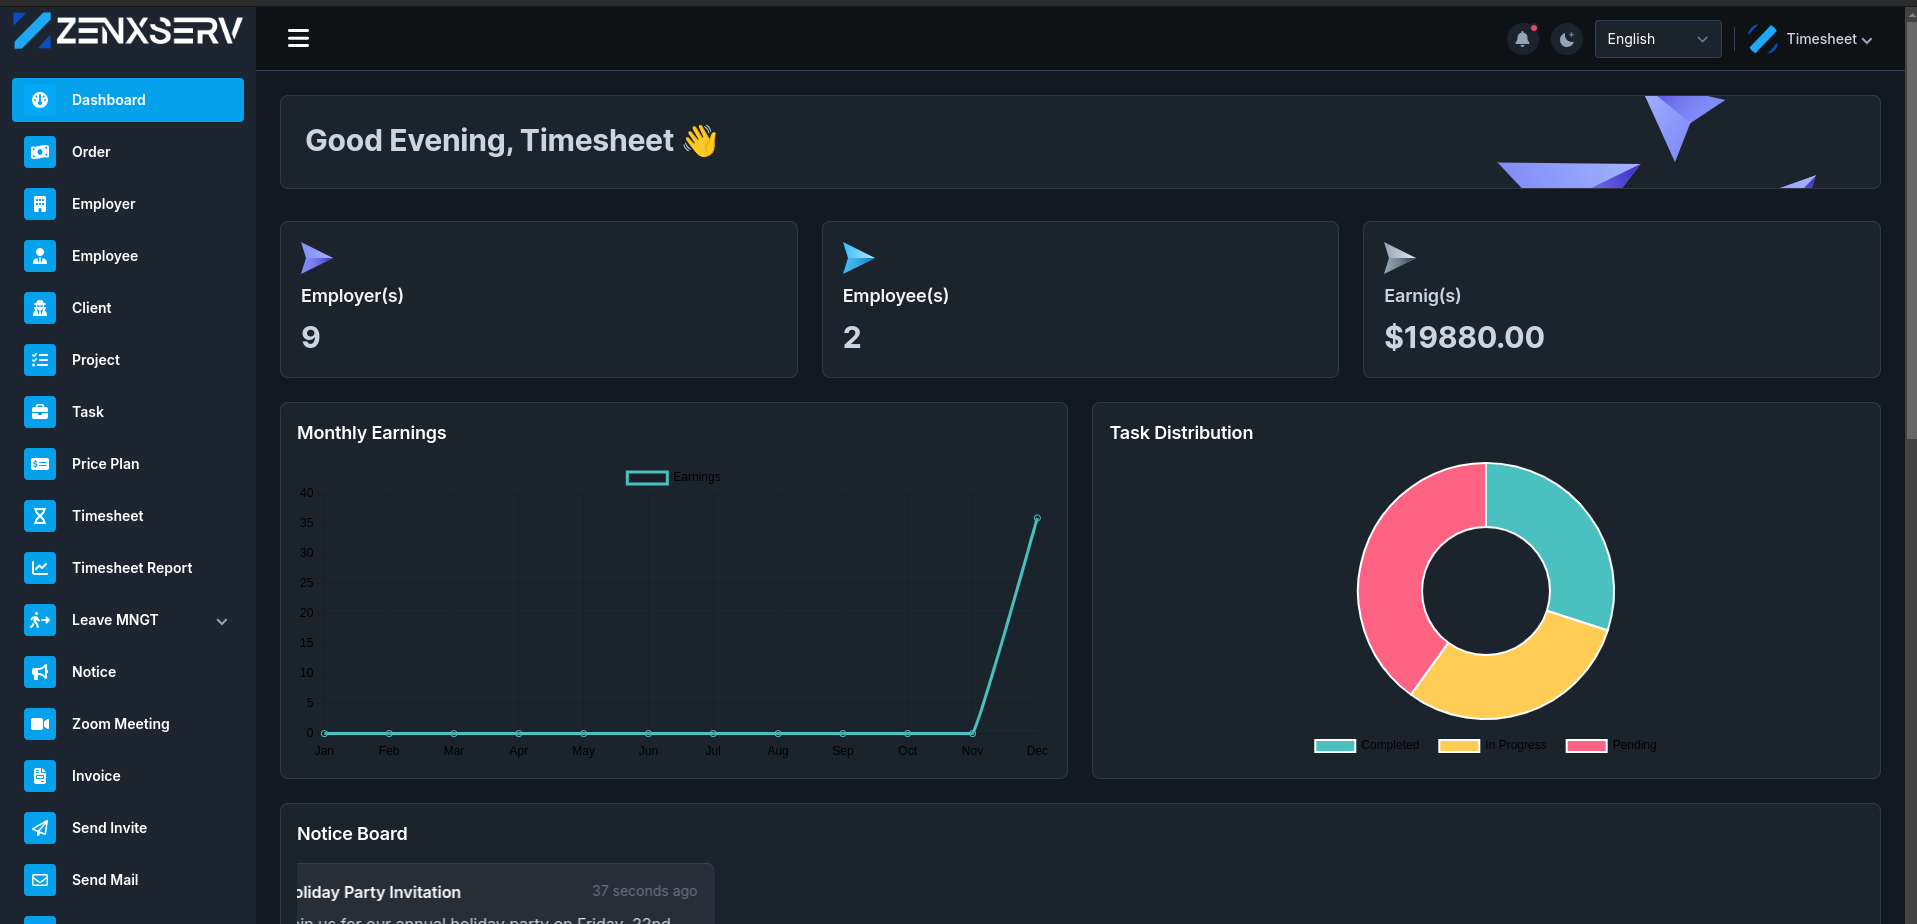 ZENXSERV
Dashboard
Order
Employer
Employee
Client
Project
Task
Price Plan
Timesheet
Timesheet Report
Leave MNGT
Notice
Zoom Meeting
Invoice
Send Invite
Send Mail
English
Timesheet
Good Evening, Timesheet 👋
Employer(s)
9
Employee(s)
2
Earnig(s)
$19880.00
Monthly Earnings
Earnings
40
35
30
25
20
15
10
5
0
Jan Feb Mar Apr May Jun Jul Aug Sep Oct Nov Dec
Task Distribution
Completed In Progress Pending
Notice Board
oliday Party Invitation 37 seconds ago
us for our annual holiday party on Friday, 22nd